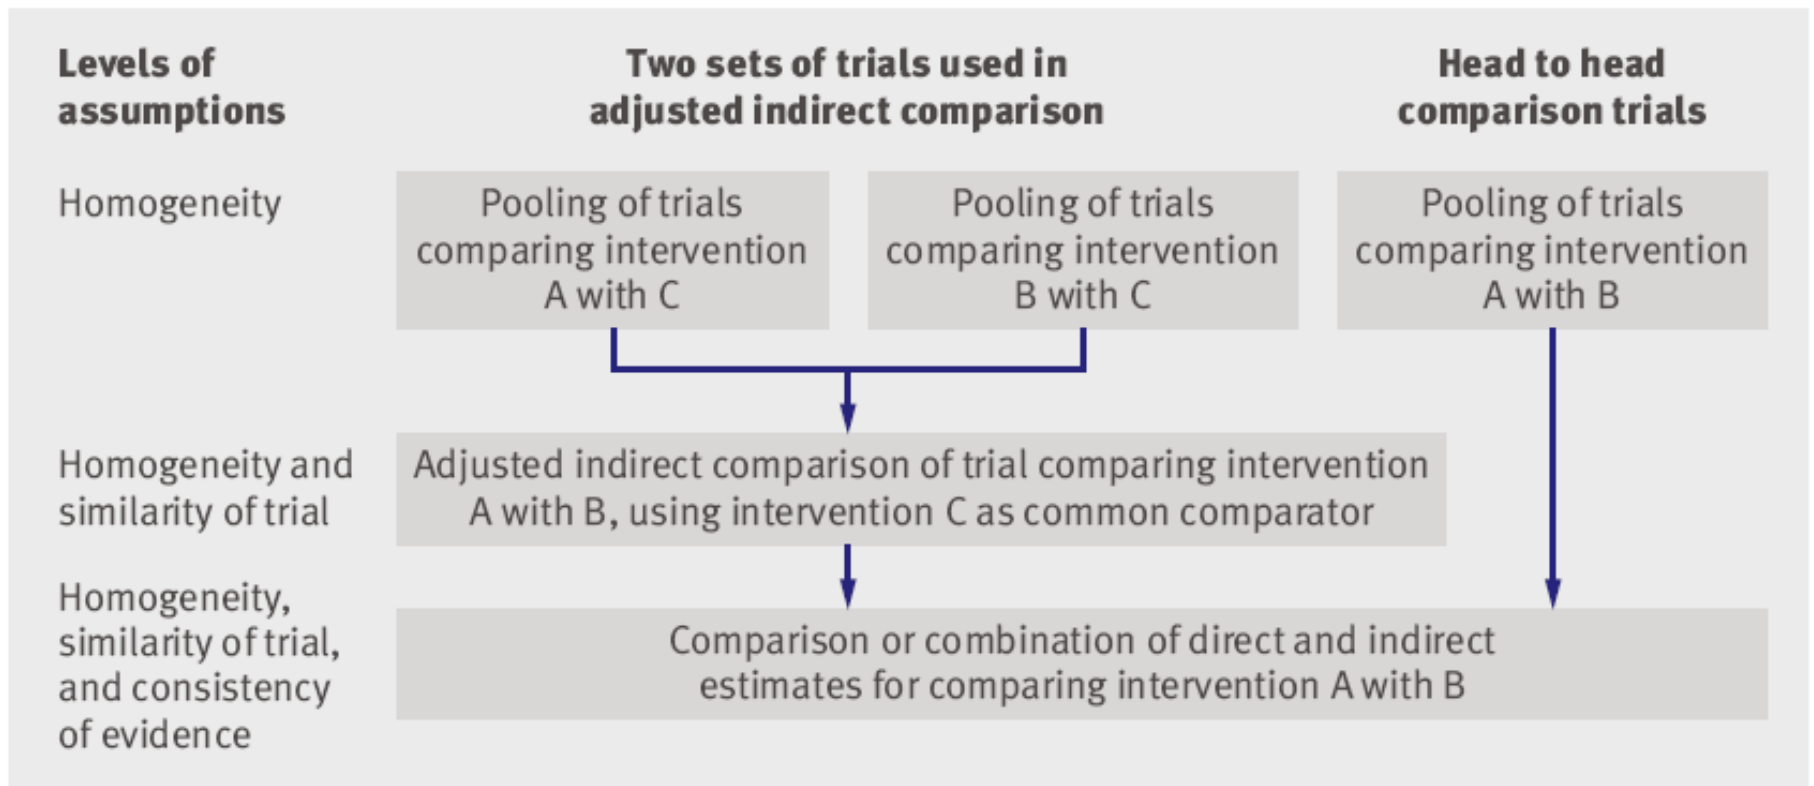 Levels of
assumptions
Two sets of trials used in
adjusted indirect comparison
Head to head
comparison trials
Homogeneity
Pooling of trials
comparing intervention
A with C
Pooling of trials
comparing intervention
B with C
Pooling of trials
comparing intervention
A with B
Homogeneity and
similarity of trial
Adjusted indirect comparison of trial comparing intervention
A with B, using intervention C as common comparator
Homogeneity,
similarity of trial,
and consistency
of evidence
Comparison or combination of direct and indirect
estimates for comparing intervention A with B